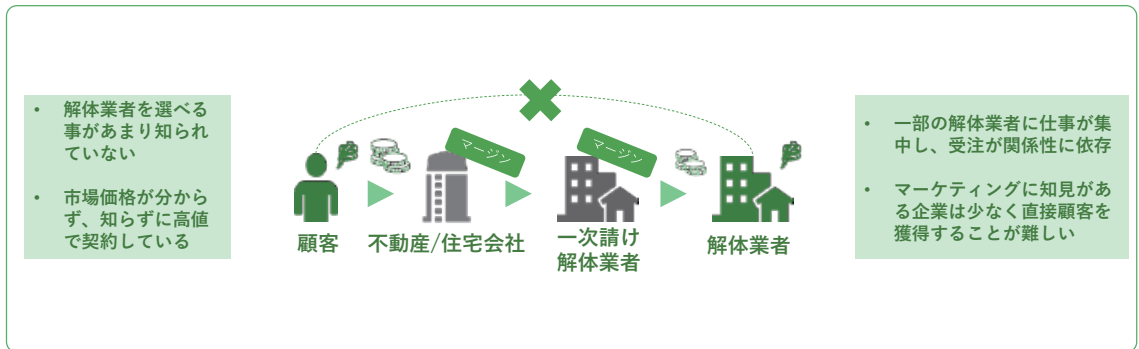 • 解体業者を選べる
事があまり知られ
ていない
• 市場価格が分から
ず、知らずに高値
で契約している
マージン
マージン
顧客
不動産/住宅会社
一次請け
解体業者
解体業者
• 一部の解体業者に仕事が集
中し、受注が関係性に依存
• マーケティングに知見があ
る企業は少なく直接顧客を
獲得することが難しい